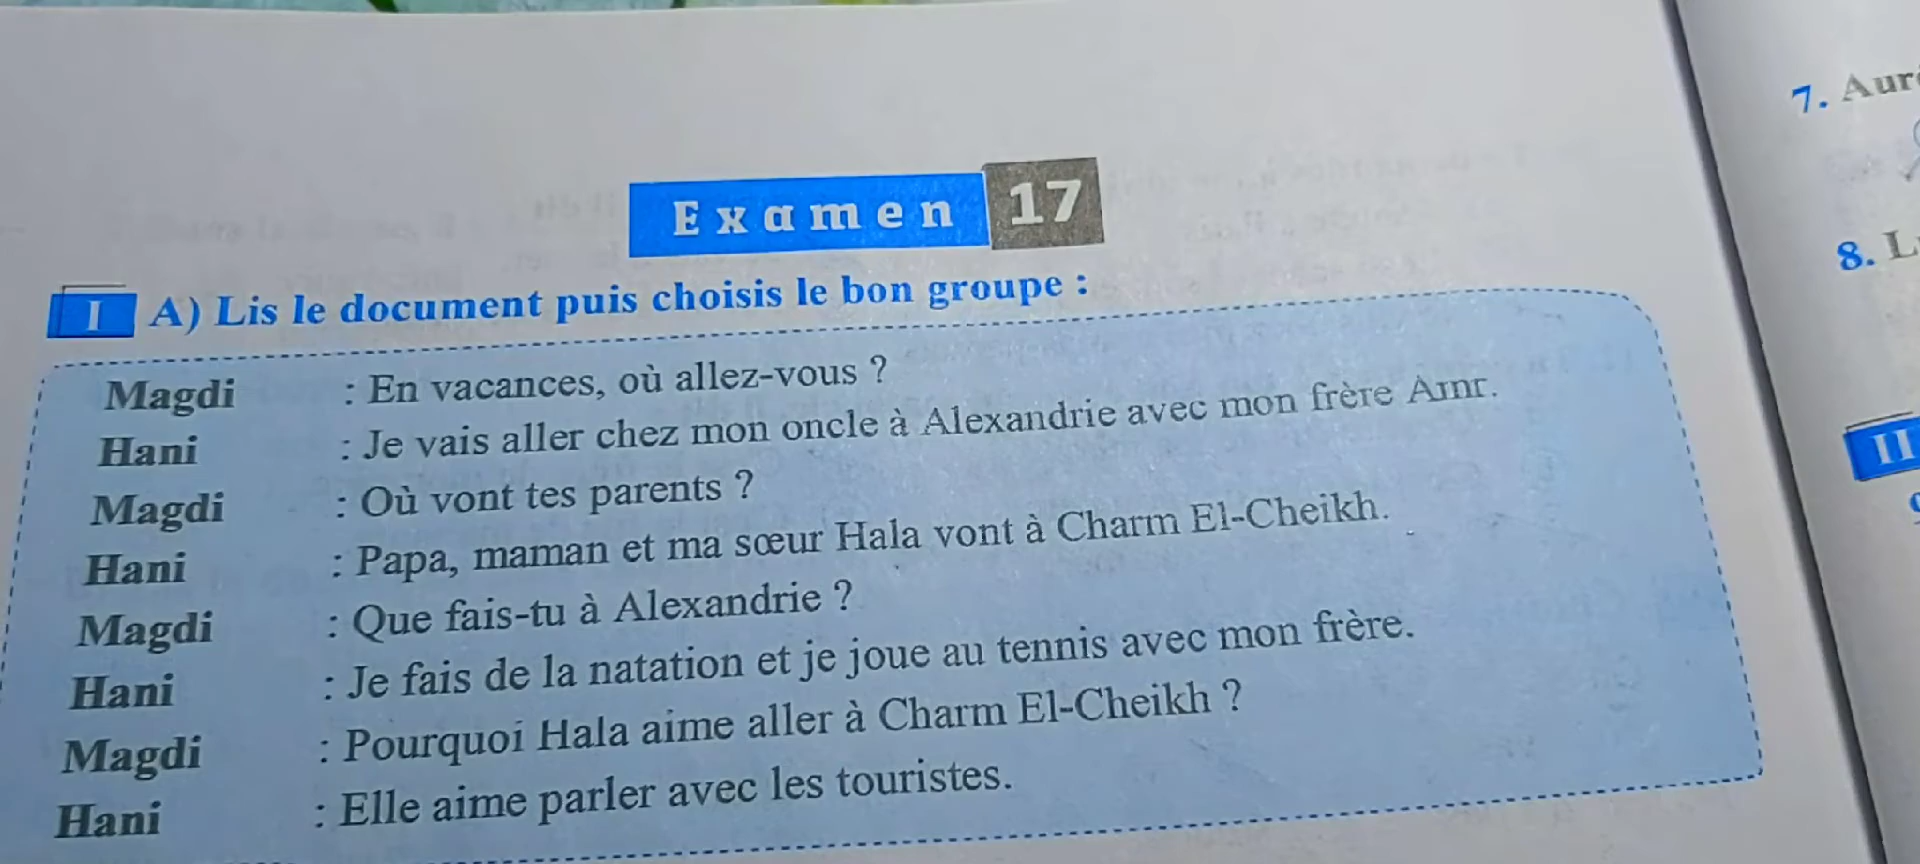 Examen 17
I A) Lis le document puis choisis le bon groupe :
Magdi : En vacances, où allez-vous ?
Hani : Je vais aller chez mon oncle à Alexandrie avec mon frère Amr.
Magdi : Où vont tes parents ?
Hani : Papa, maman et ma sœur Hala vont à Charm El-Cheikh.
Magdi : Que fais-tu à Alexandrie ?
Hani : Je fais de la natation et je joue au tennis avec mon frère.
Magdi : Pourquoi Hala aime aller à Charm El-Cheikh ?
Hani : Elle aime parler avec les touristes.
7.
8.
II